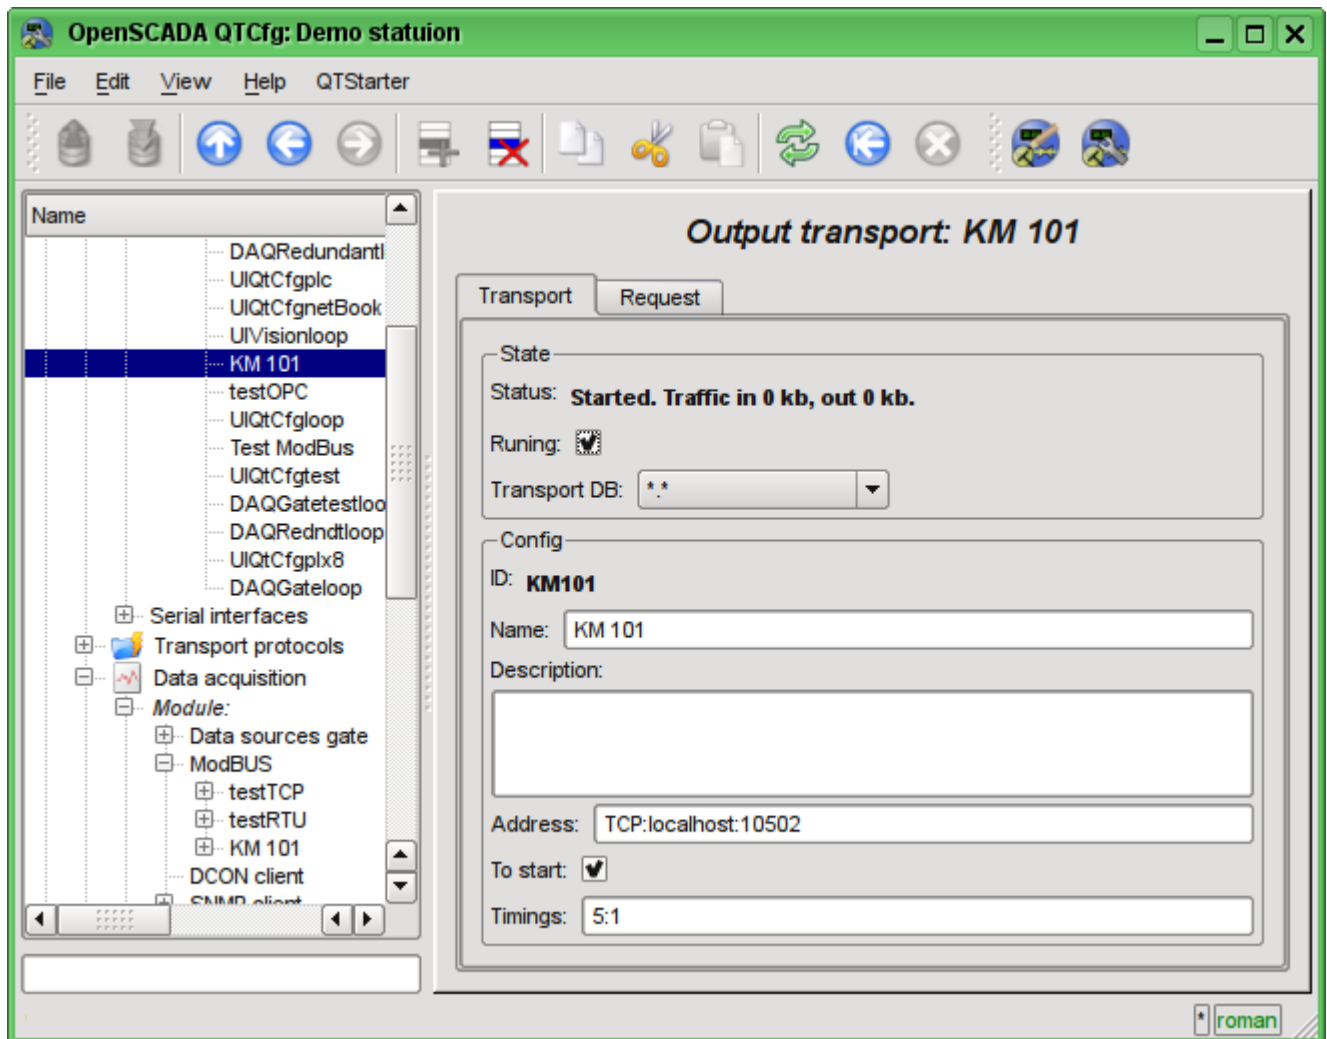 OpenSCADA QTCfg: Demo statuion
File Edit View Help QTStarter
Name
DAQRedundantl
UIQtCfgplc
UIQtCfgnetBook
UIVisionloop
KM 101
testOPC
UIQtCfgloop
Test ModBus
UIQtCfgtest
DAQGatetestloo
DAQRedndtloop
UIQtCfgplx8
DAQGateloop
Serial interfaces
Transport protocols
Data acquisition
Module:
Data sources gate
ModBUS
testTCP
testRTU
KM 101
DCON client
SNMP client
Output transport: KM 101
Transport Request
State
Status: Started. Traffic in 0 kb, out 0 kb.
Runing:
Transport DB: *.*
Config
ID: KM101
Name: KM 101
Description:
Address: TCP:localhost:10502
To start:
Timings: 5:1
* roman